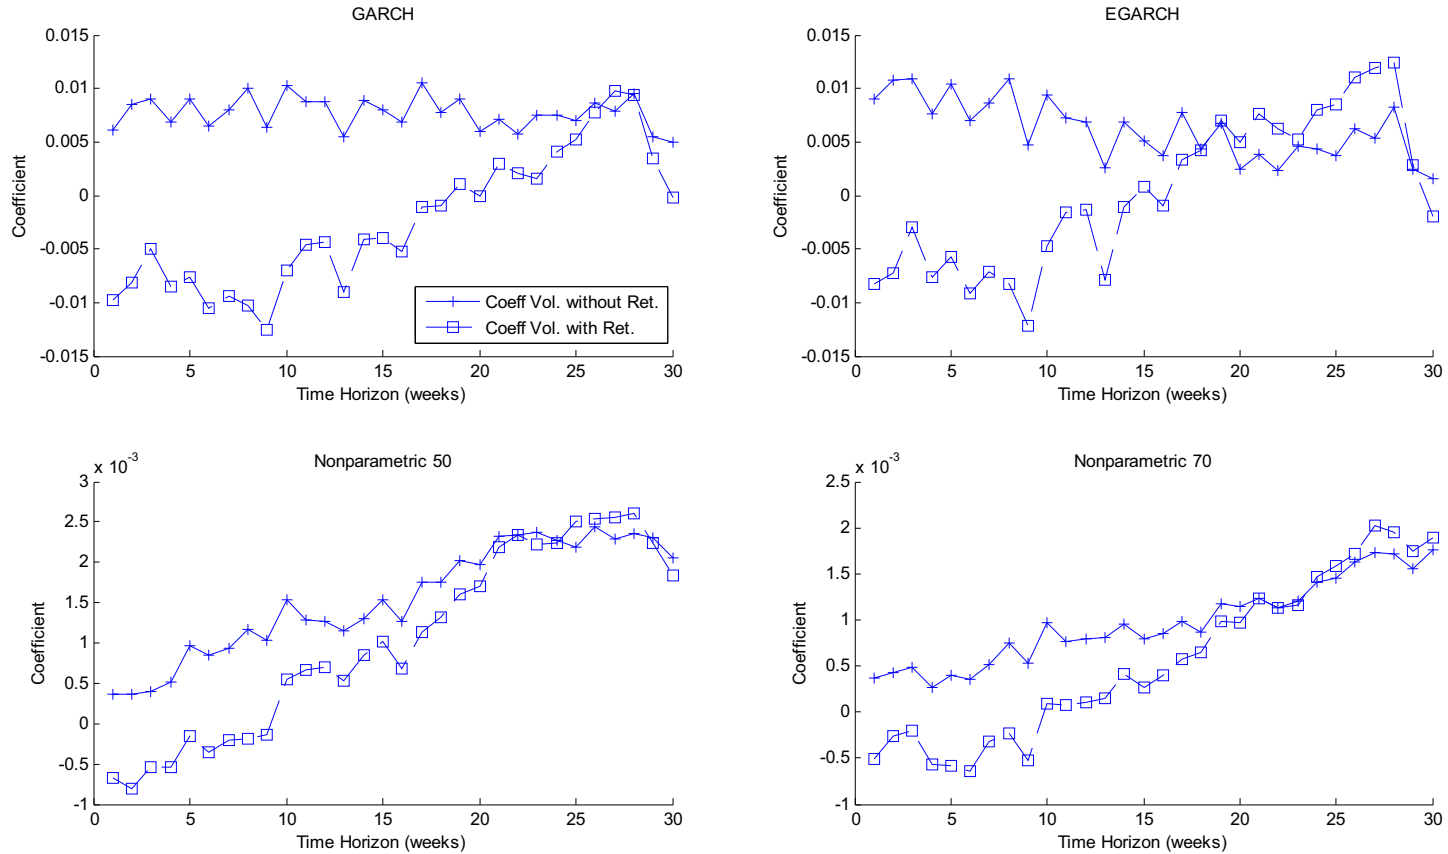 GARCH
0.015
0.01
0.005
0
-0.005
-0.01
-0.015
Coefficient
0 5 10 15 20 25 30
Time Horizon (weeks)
Coeff Vol. without Ret.
Coeff Vol. with Ret.
EGARCH
0.015
0.01
0.005
0
-0.005
-0.01
-0.015
Coefficient
0 5 10 15 20 25 30
Time Horizon (weeks)
Nonparametric 50
x 10-3
3
2.5
2
1.5
1
0.5
0
-0.5
-1
Coefficient
0 5 10 15 20 25 30
Time Horizon (weeks)
Nonparametric 70
x 10-3
2.5
2
1.5
1
0.5
0
-0.5
-1
Coefficient
0 5 10 15 20 25 30
Time Horizon (weeks)